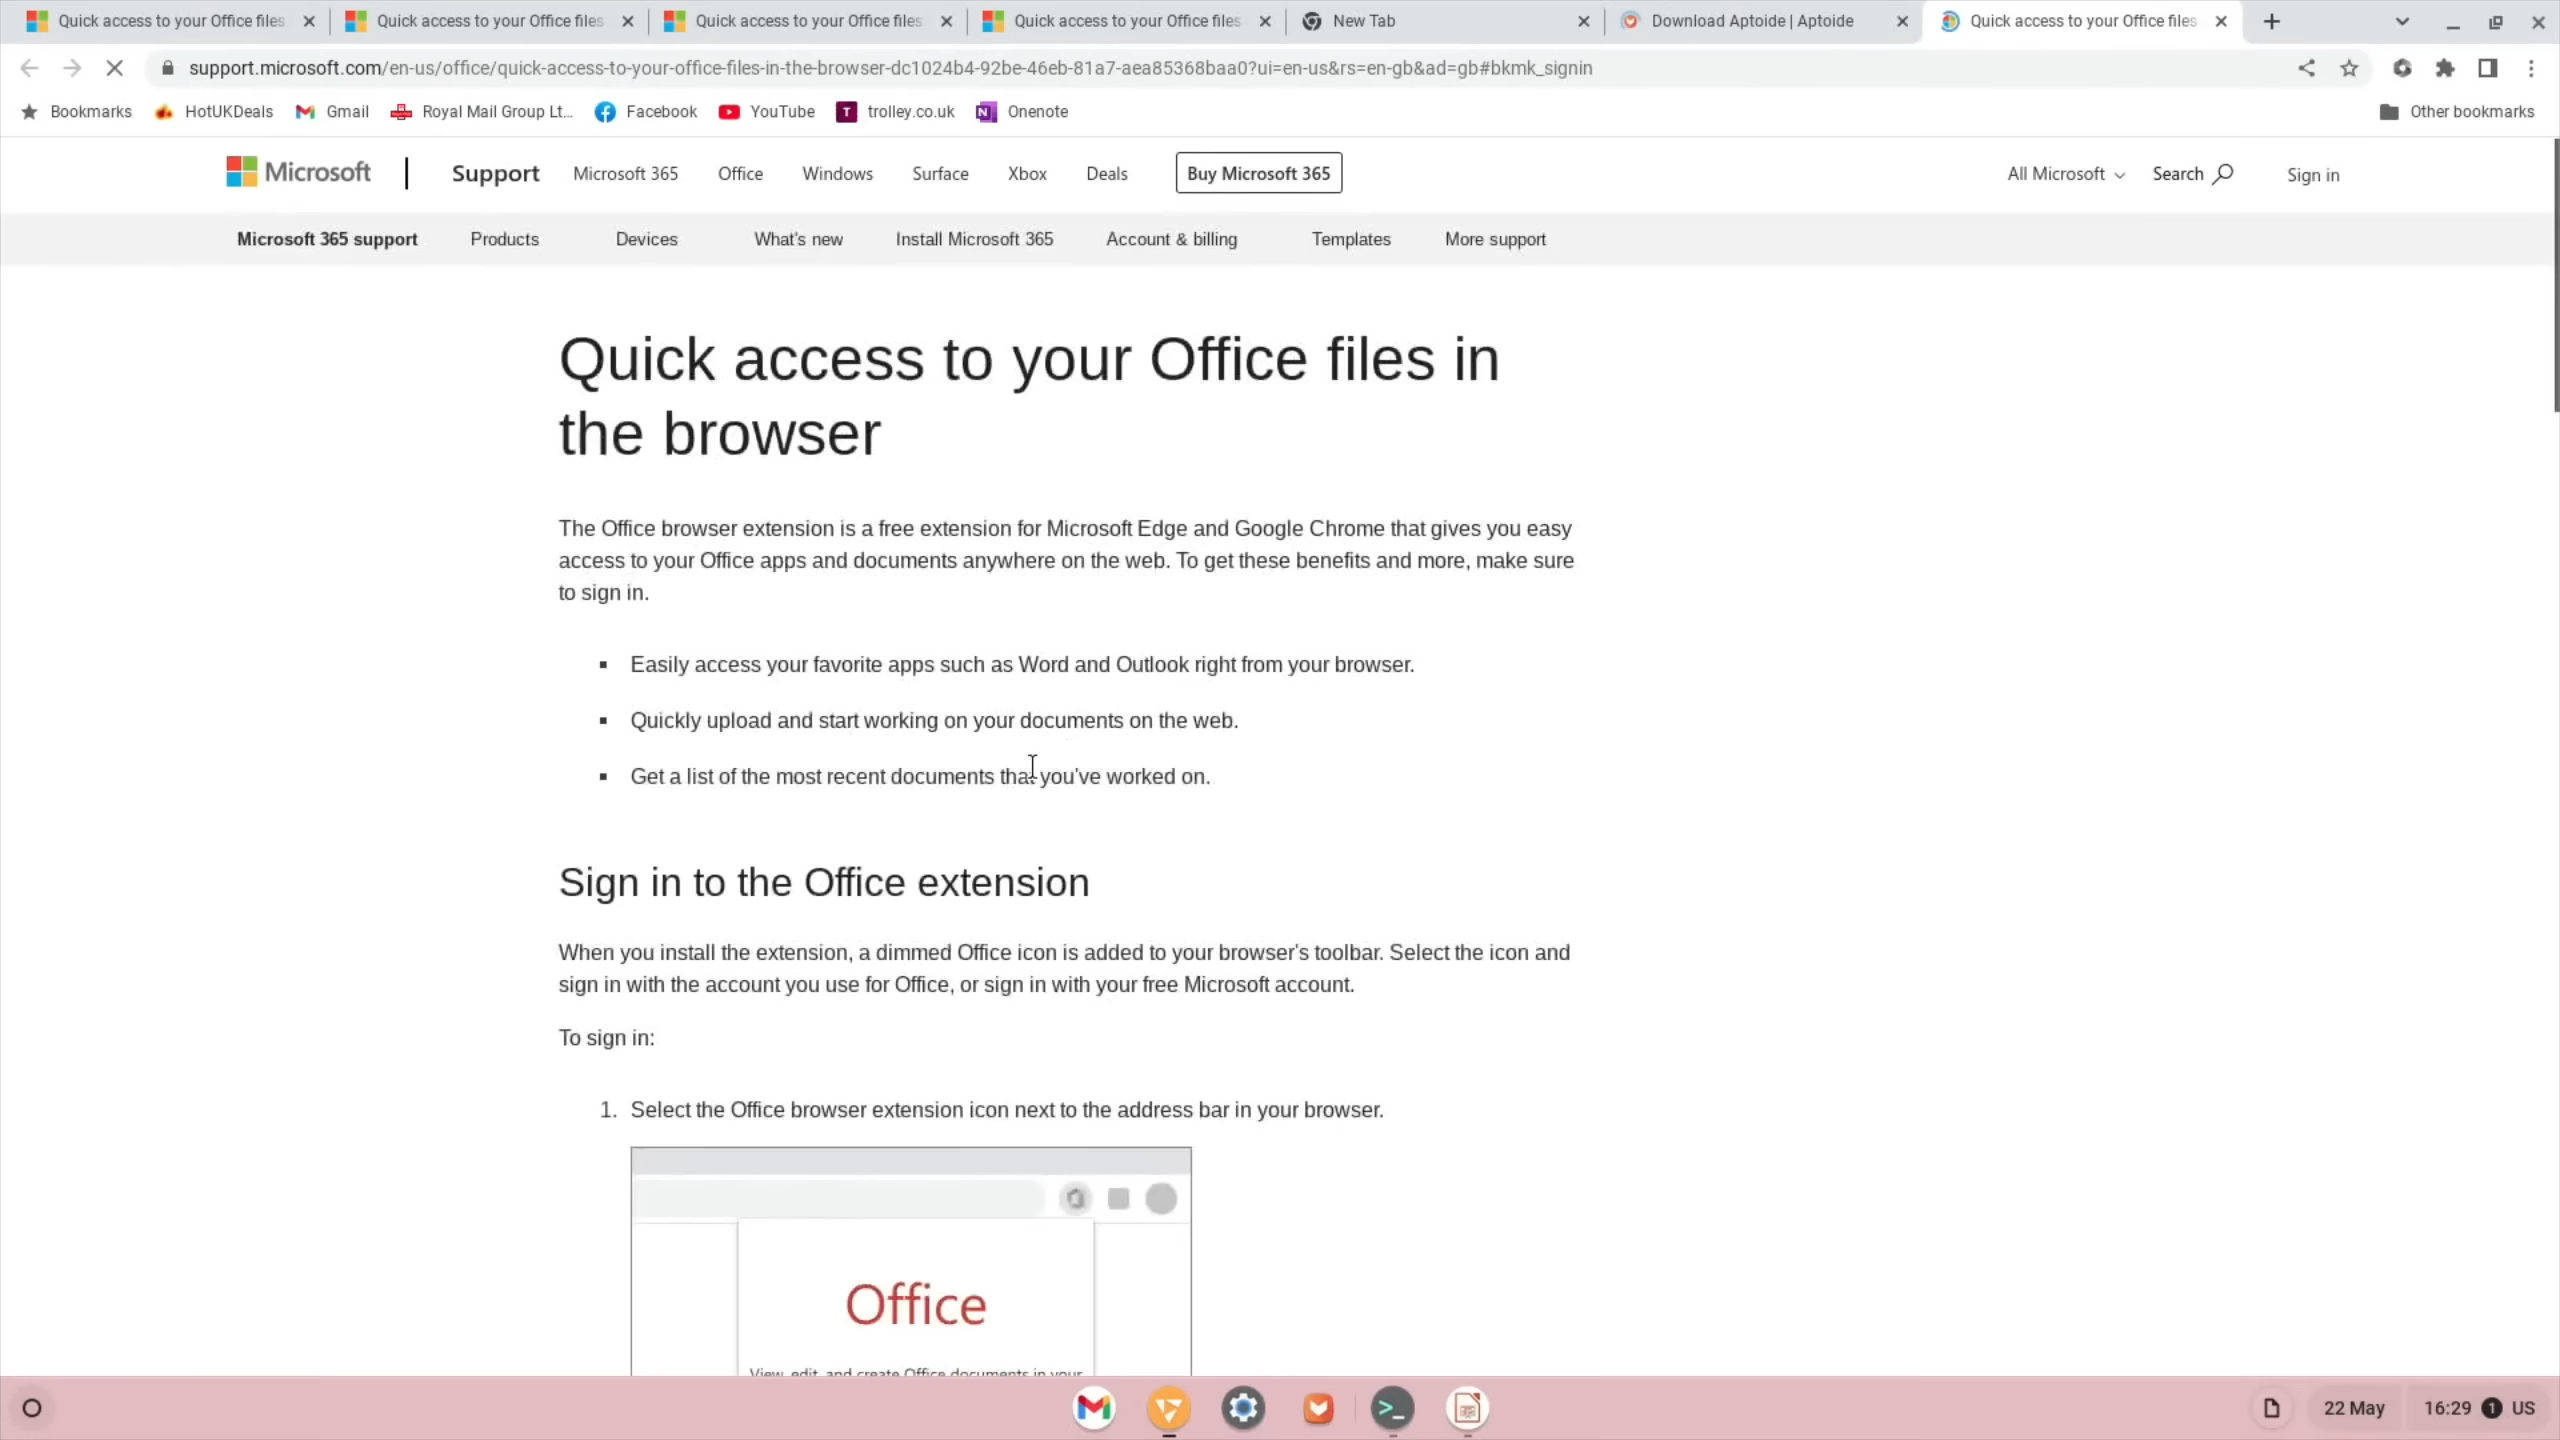 Quick access to your Office files
Quick access to your Office files
Quick access to your Office files
Quick access to your Office files
New Tab
Download Aptoide | Aptoide
Quick access to your Office files
support.microsoft.com/en-us/office/quick-access-to-your-office-files-in-the-browser-dc1024b4-92be-46eb-81a7-aea85368baa0?ui=en-us&rs=en-gb&ad=gb#bkmk_signin
Bookmarks
HotUKDeals
Gmail
Royal Mail Group Lt...
Facebook
YouTube
T
trolley.co.uk
N
Onenote
Other bookmarks
Microsoft
Support
Microsoft 365
Office
Windows
Surface
Xbox
Deals
Buy Microsoft 365
All Microsoft
Search
Sign in
Microsoft 365 support
Products
Devices
What's new
Install Microsoft 365
Account & billing
Templates
More support
Quick access to your Office files in
the browser
The Office browser extension is a free extension for Microsoft Edge and Google Chrome that gives you easy
access to your Office apps and documents anywhere on the web. To get these benefits and more, make sure
to sign in.
Easily access your favorite apps such as Word and Outlook right from your browser.
Quickly upload and start working on your documents on the web.
Get a list of the most recent documents that you've worked on.
Sign in to the Office extension
When you install the extension, a dimmed Office icon is added to your browser's toolbar. Select the icon and
sign in with the account you use for Office, or sign in with your free Microsoft account.
To sign in:
1. Select the Office browser extension icon next to the address bar in your browser.
Office
View, edit, and create Office documents in your
22 May
16:29
1
US